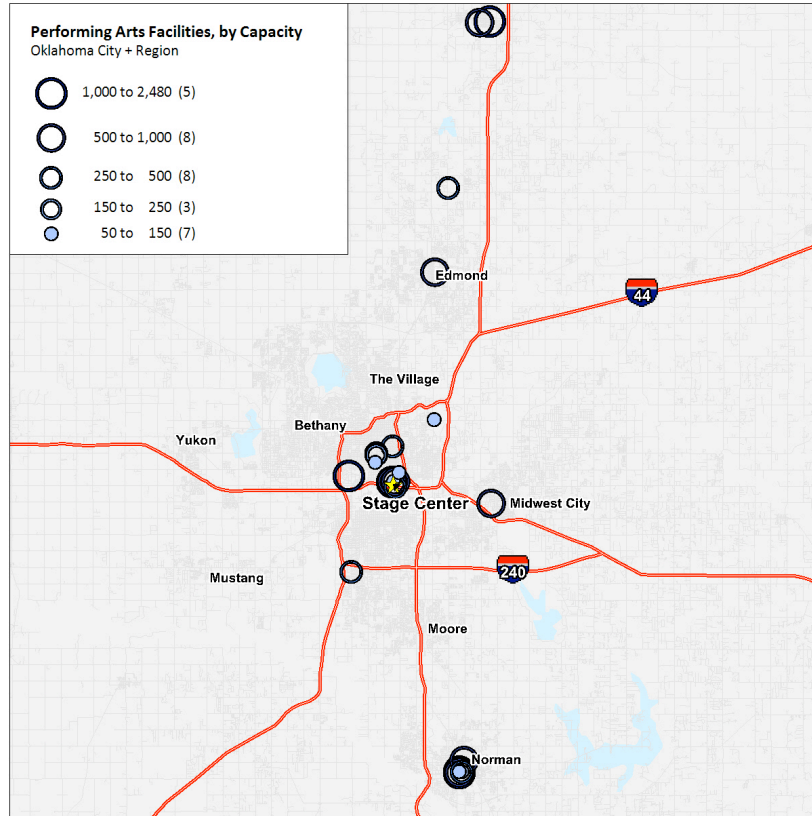 Performing Arts Facilities, by Capacity
Oklahoma City + Region
1,000 to 2,480 (5)
500 to 1,000 (8)
250 to 500 (8)
150 to 250 (3)
50 to 150 (7)
Edmond
44
The Village
Bethany
Yukon
Stage Center
Midwest City
Mustang
240
Moore
Norman